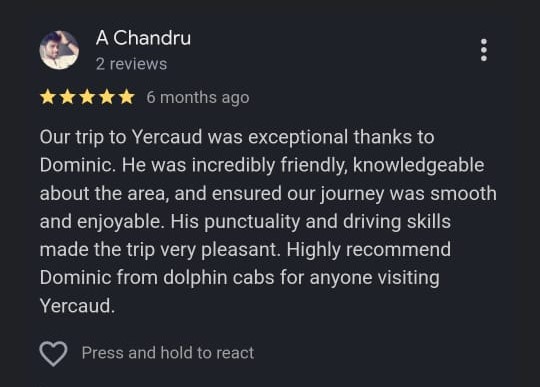 A Chandru
2 reviews
6 months ago
Our trip to Yercaud was exceptional thanks to
Dominic. He was incredibly friendly, knowledgeable
about the area, and ensured our journey was smooth
and enjoyable. His punctuality and driving skills
made the trip very pleasant. Highly recommend
Dominic from dolphin cabs for anyone visiting
Yercaud.
Press and hold to react